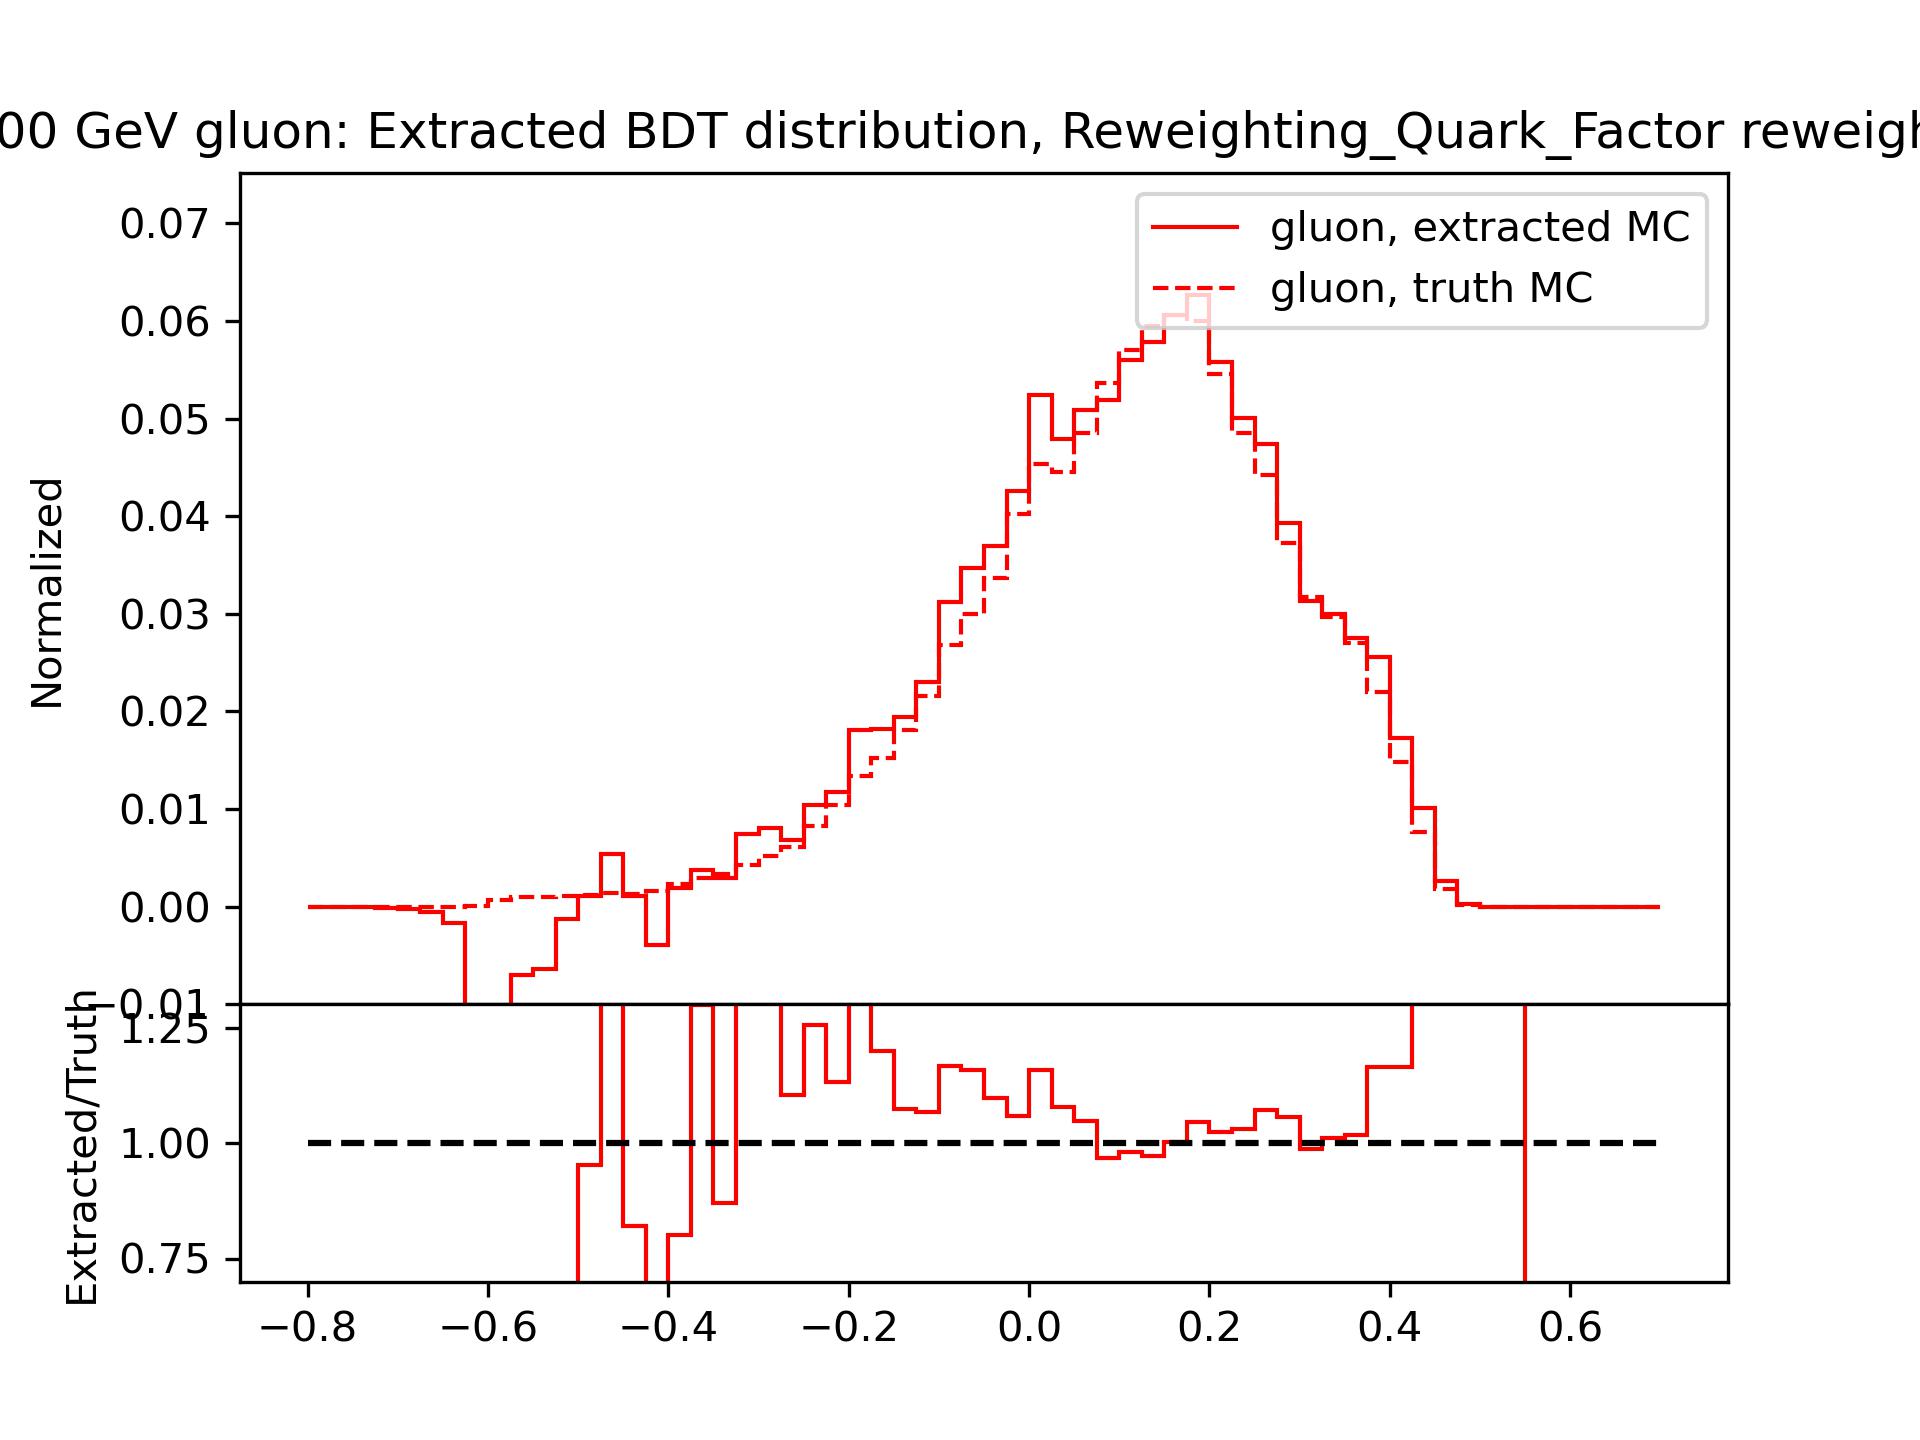 00 GeV gluon: Extracted BDT distribution, Reweighting_Quark_Factor reweigh
gluon, extracted MC
gluon, truth MC
Normalized
0.07
0.06
0.05
0.04
0.03
0.02
0.01
0.00
−0.01
Extracted/Truth
1.25
1.00
0.75
−0.8 −0.6 −0.4 −0.2 0.0 0.2 0.4 0.6